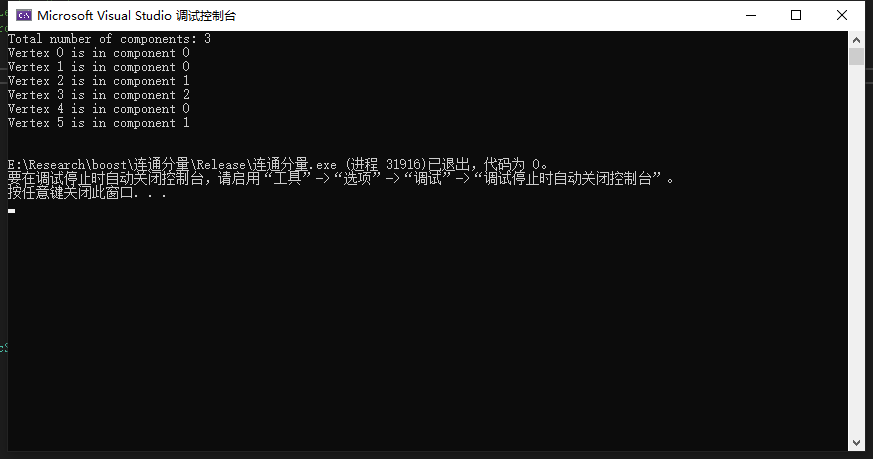 Microsoft Visual Studio 调试控制台
Total number of components: 3
Vertex 0 is in component 0
Vertex 1 is in component 0
Vertex 2 is in component 1
Vertex 3 is in component 2
Vertex 4 is in component 0
Vertex 5 is in component 1
E:\Research\boost\连通分量\Release\连通分量.exe (进程 31916)已退出，代码为 0。
要在调试停止时自动关闭控制台，请启用“工具”->“选项”->“调试”->“调试停止时自动关闭控制台”。
按任意键关闭此窗口. . .